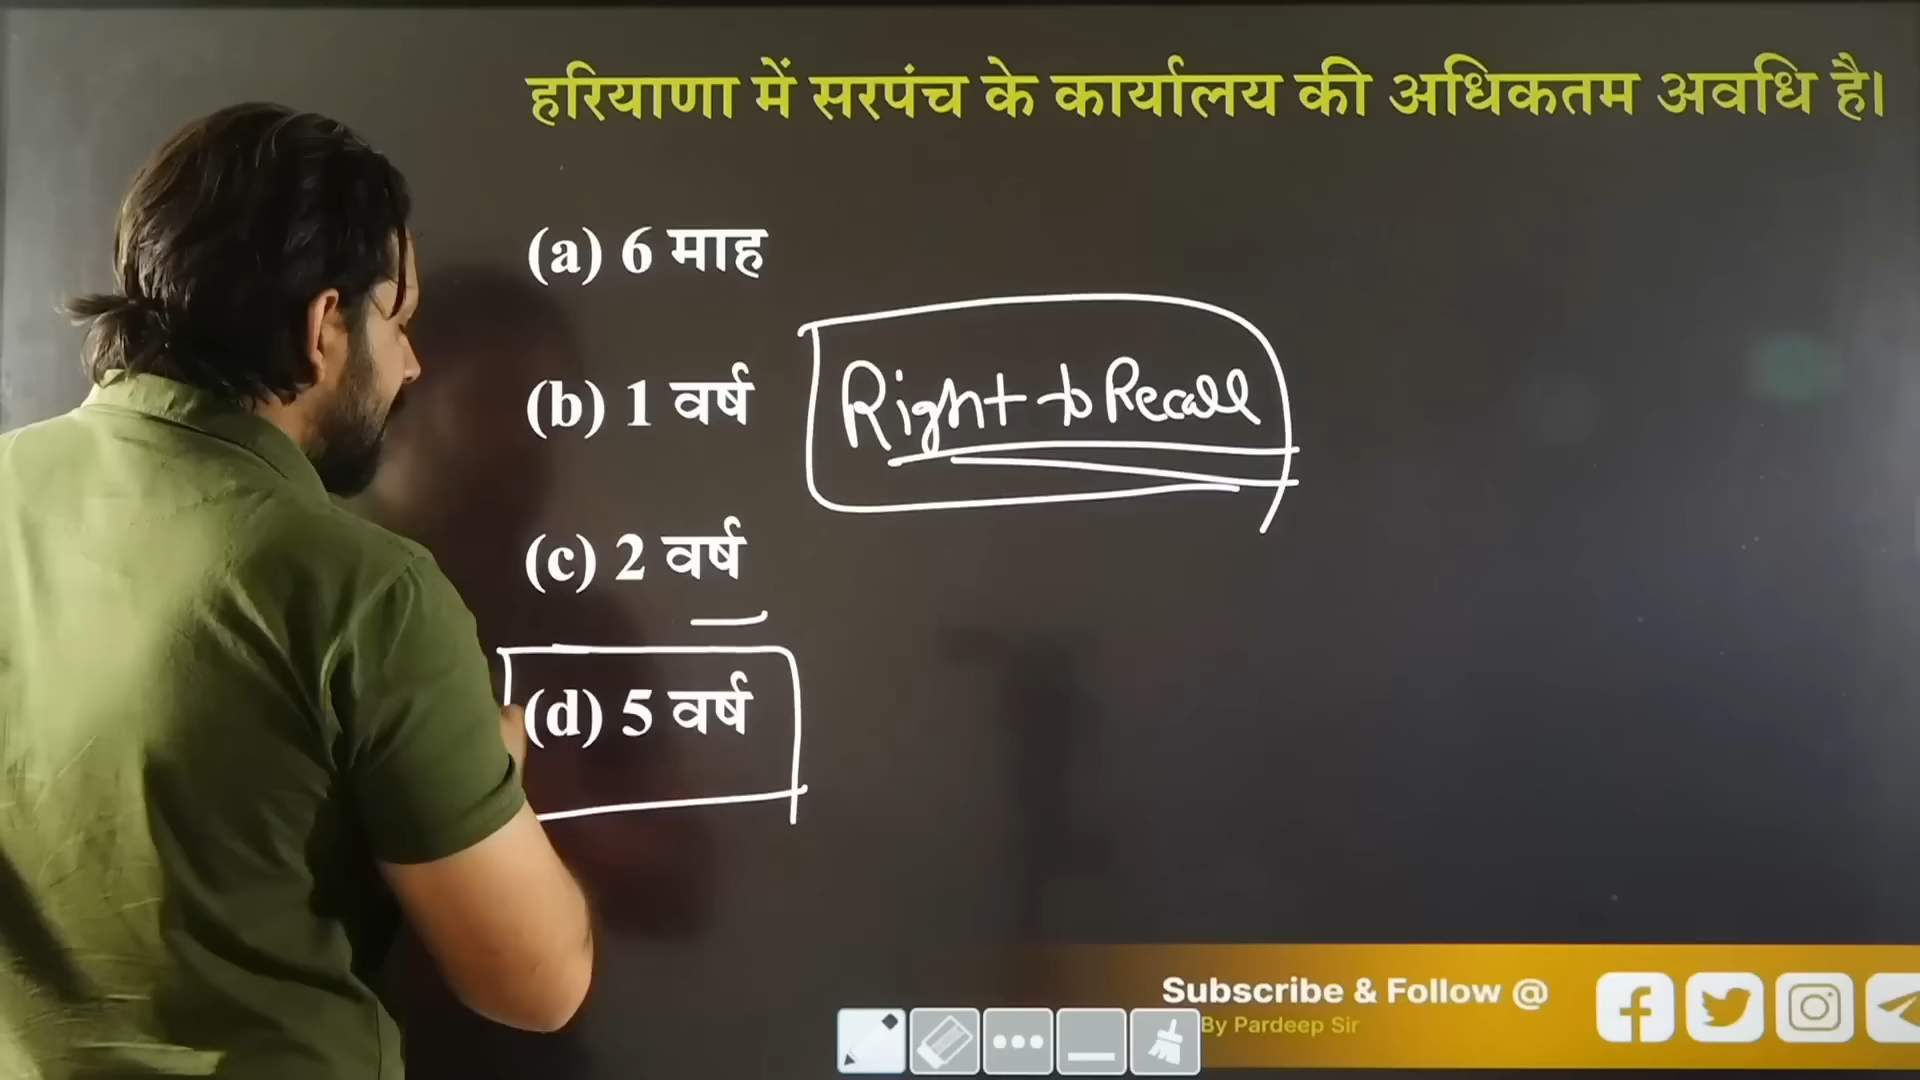 हरियाणा में सरपंच के कार्यालय की अधिकतम अवधि है।
(a) 6 माह
(b) 1 वर्ष
Right to Recall
(c) 2 वर्ष
(d) 5 वर्ष
Subscribe & Follow @
By Pardeep Sir